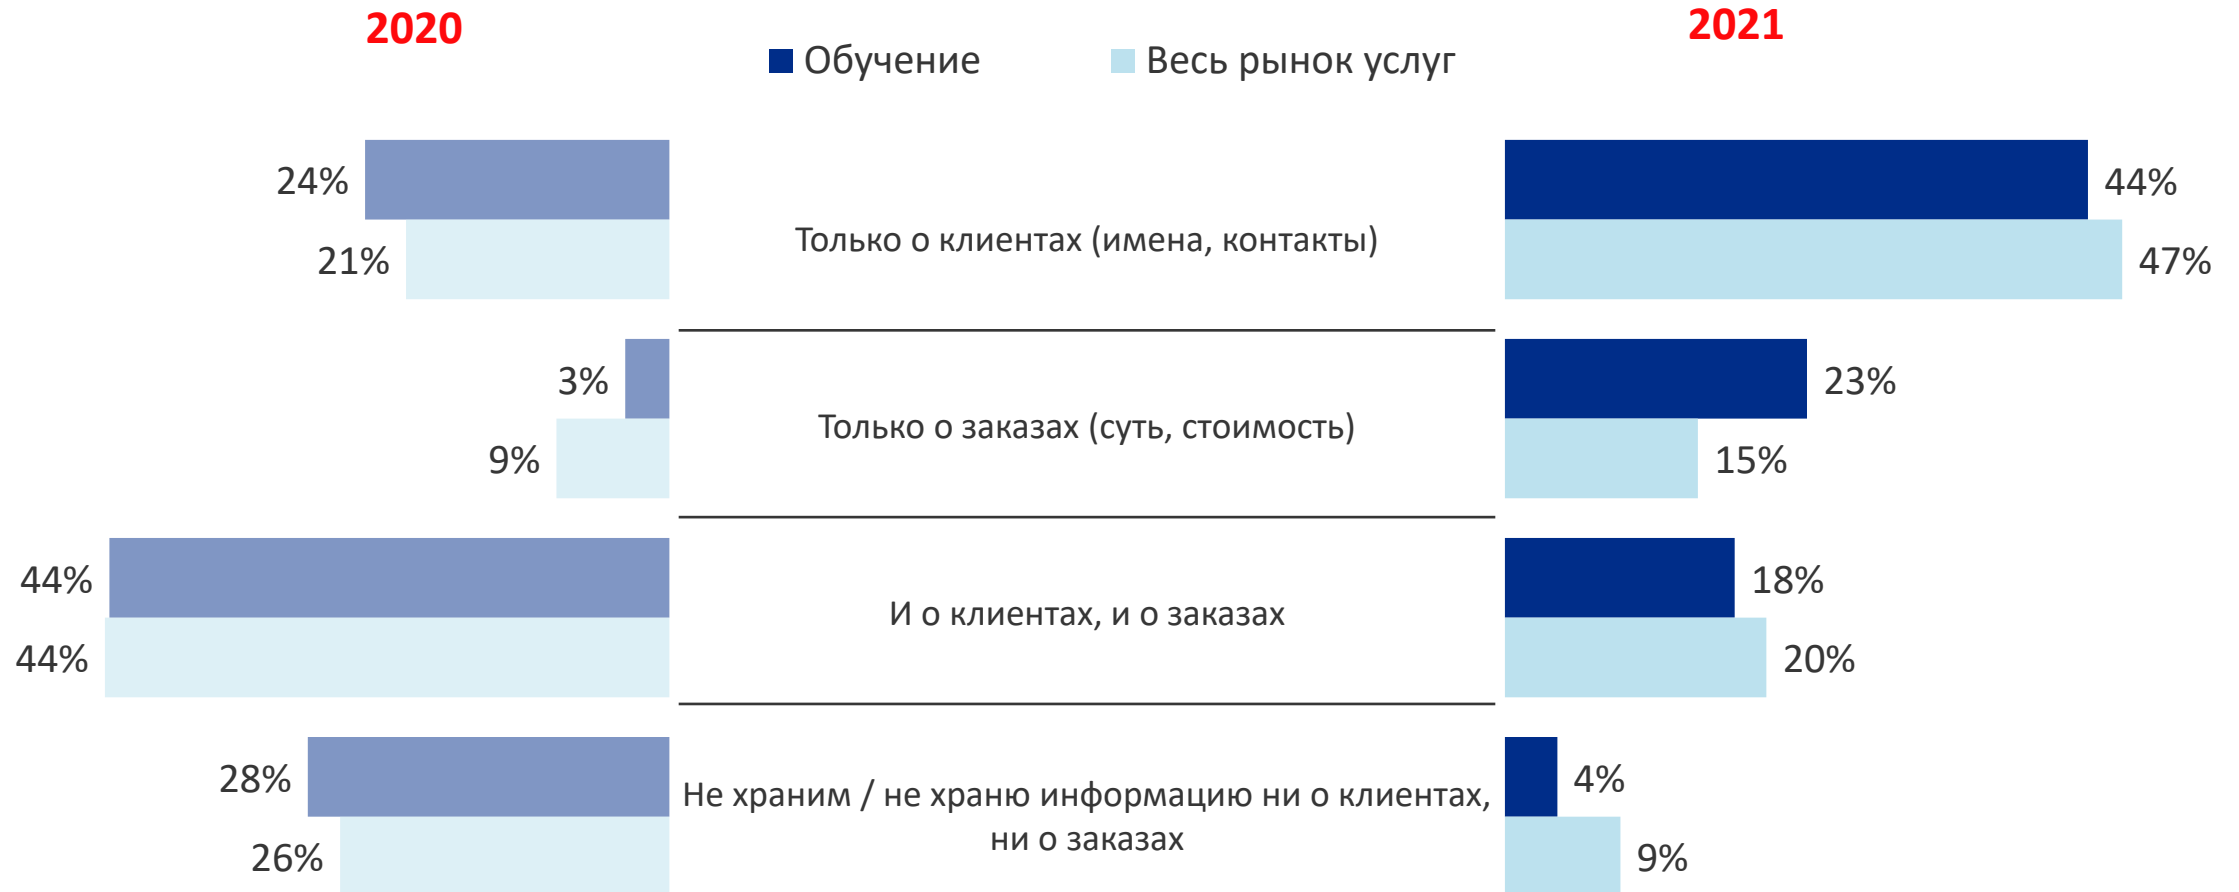 2020
2021
Обучение
Весь рынок услуг
24%
21%
Только о клиентах (имена, контакты)
44%
47%
3%
9%
Только о заказах (суть, стоимость)
23%
15%
44%
44%
И о клиентах, и о заказах
18%
20%
28%
26%
Не храним / не храню информацию ни о клиентах,
ни о заказах
4%
9%